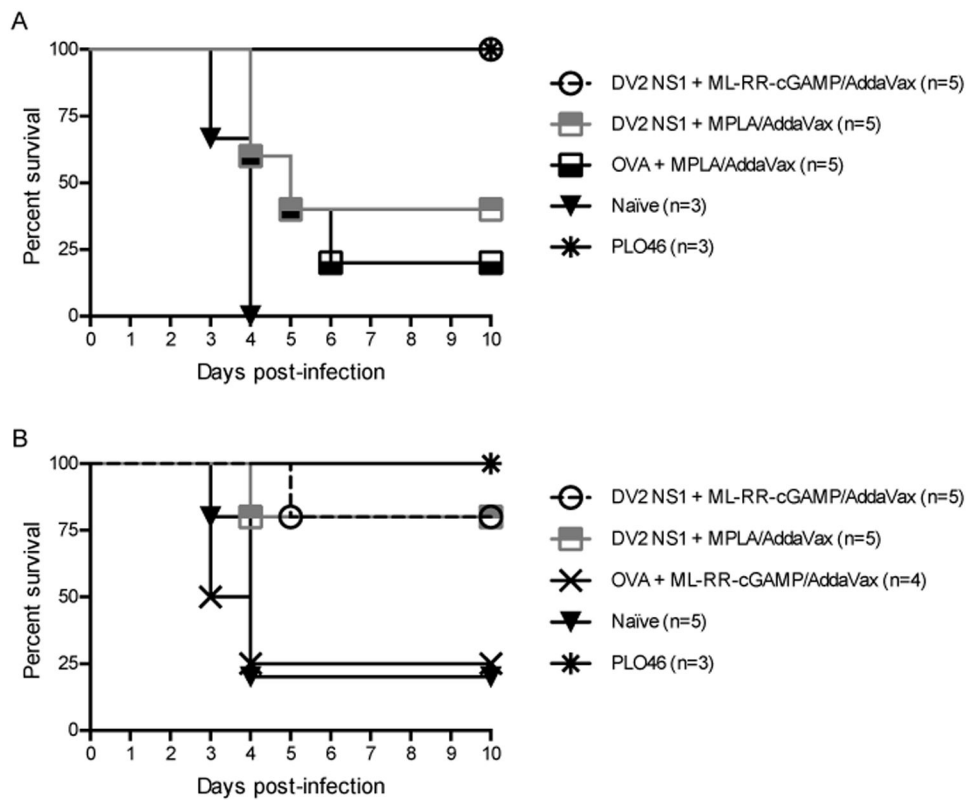 A
100
75
50
25
0
Percent survival
0 1 2 3 4 5 6 7 8 9 10
Days post-infection
DV2 NS1 + ML-RR-cGAMP/AddaVax (n=5)
DV2 NS1 + MPLA/AddaVax (n=5)
OVA + MPLA/AddaVax (n=5)
Naïve (n=3)
PLO46 (n=3)
B
100
75
50
25
0
Percent survival
0 1 2 3 4 5 6 7 8 9 10
Days post-infection
DV2 NS1 + ML-RR-cGAMP/AddaVax (n=5)
DV2 NS1 + MPLA/AddaVax (n=5)
OVA + ML-RR-cGAMP/AddaVax (n=4)
Naïve (n=5)
PLO46 (n=3)